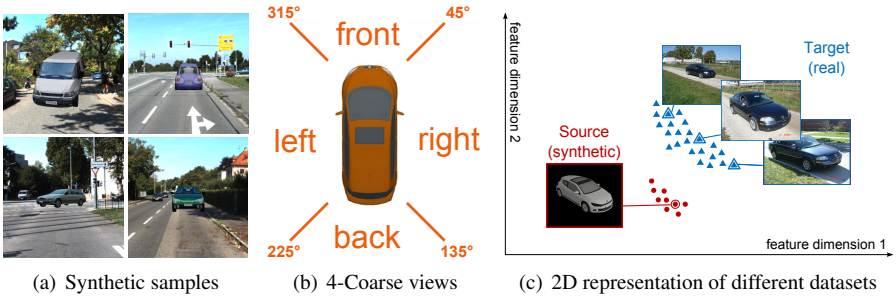 315°
45°
front
left
right
back
225°
135°
feature dimension 2
Target
(real)
Source
(synthetic)
feature dimension 1
(a) Synthetic samples
(b) 4-Coarse views
(c) 2D representation of different datasets